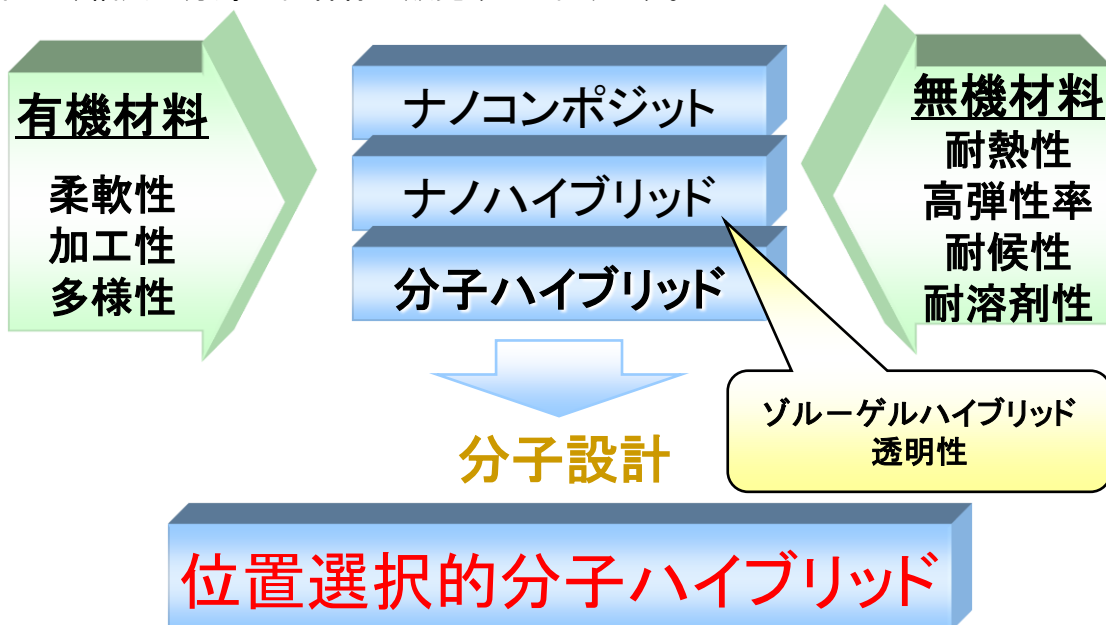 有機材料
柔軟性
加工性
多様性
ナノコンポジット
ナノハイブリッド
分子ハイブリッド
無機材料
耐熱性
高弾性率
耐候性
耐溶剤性
ゾルーゲルハイブリッド
透明性
分子設計
位置選択的分子ハイブリッド